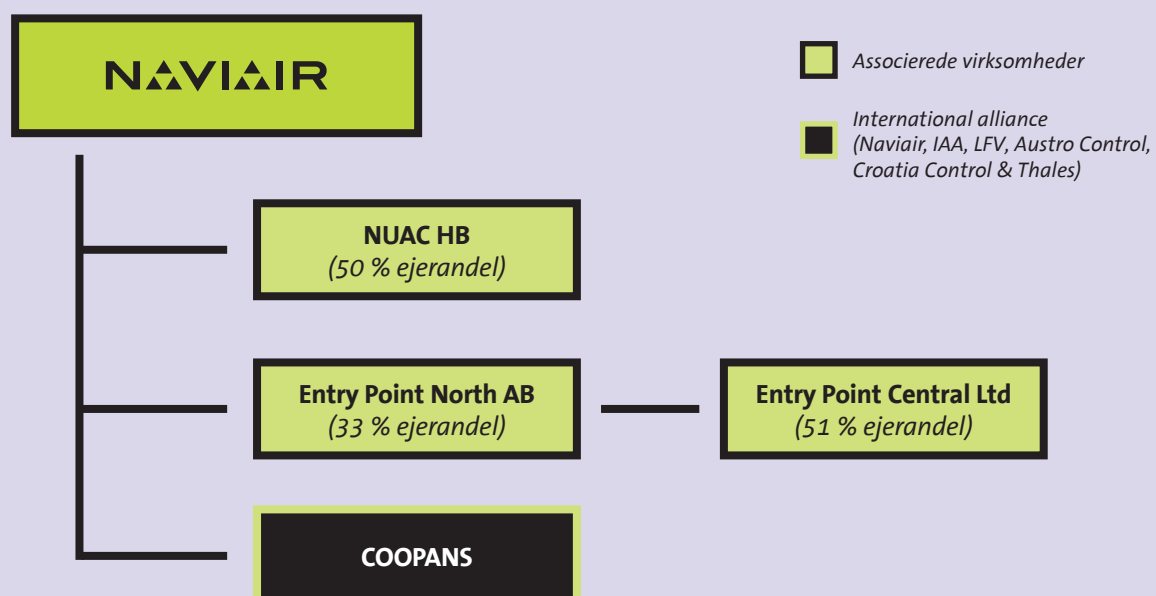 NAVIAIR
Associerede virksomheder
International alliance
(Naviair, IAA, LFV, Austro Control,
Croatia Control & Thales)
NUAC HB
(50 % ejerandel)
Entry Point North AB
(33 % ejerandel)
Entry Point Central Ltd
(51 % ejerandel)
COOPANS